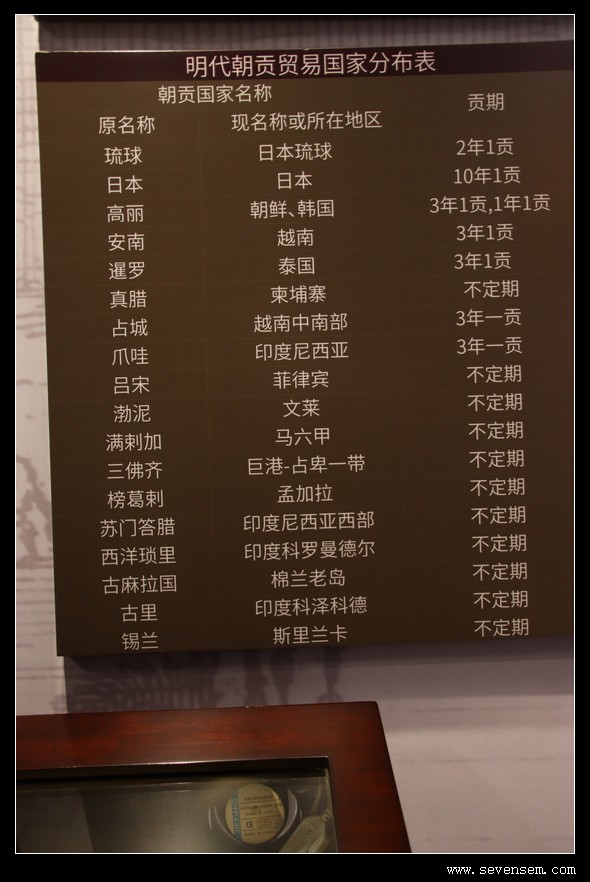 明代朝贡贸易国家分布表
朝贡国家名称 贡期
原名称 现名称或所在地区
琉球 日本琉球 2年1贡
日本 日本 10年1贡
高丽 朝鲜、韩国 3年1贡,1年1贡
安南 越南 3年1贡
暹罗 泰国 3年1贡
真腊 柬埔寨 不定期
占城 越南中南部 3年一贡
爪哇 印度尼西亚 3年一贡
吕宋 菲律宾 不定期
渤泥 文莱 不定期
满剌加 马六甲 不定期
三佛齐 巨港-占卑一带 不定期
榜葛剌 孟加拉 不定期
苏门答腊 印度尼西亚西部 不定期
西洋琐里 印度科罗曼德尔 不定期
古麻拉国 棉兰老岛 不定期
古里 印度科泽科德 不定期
锡兰 斯里兰卡 不定期
www.sevensem.com